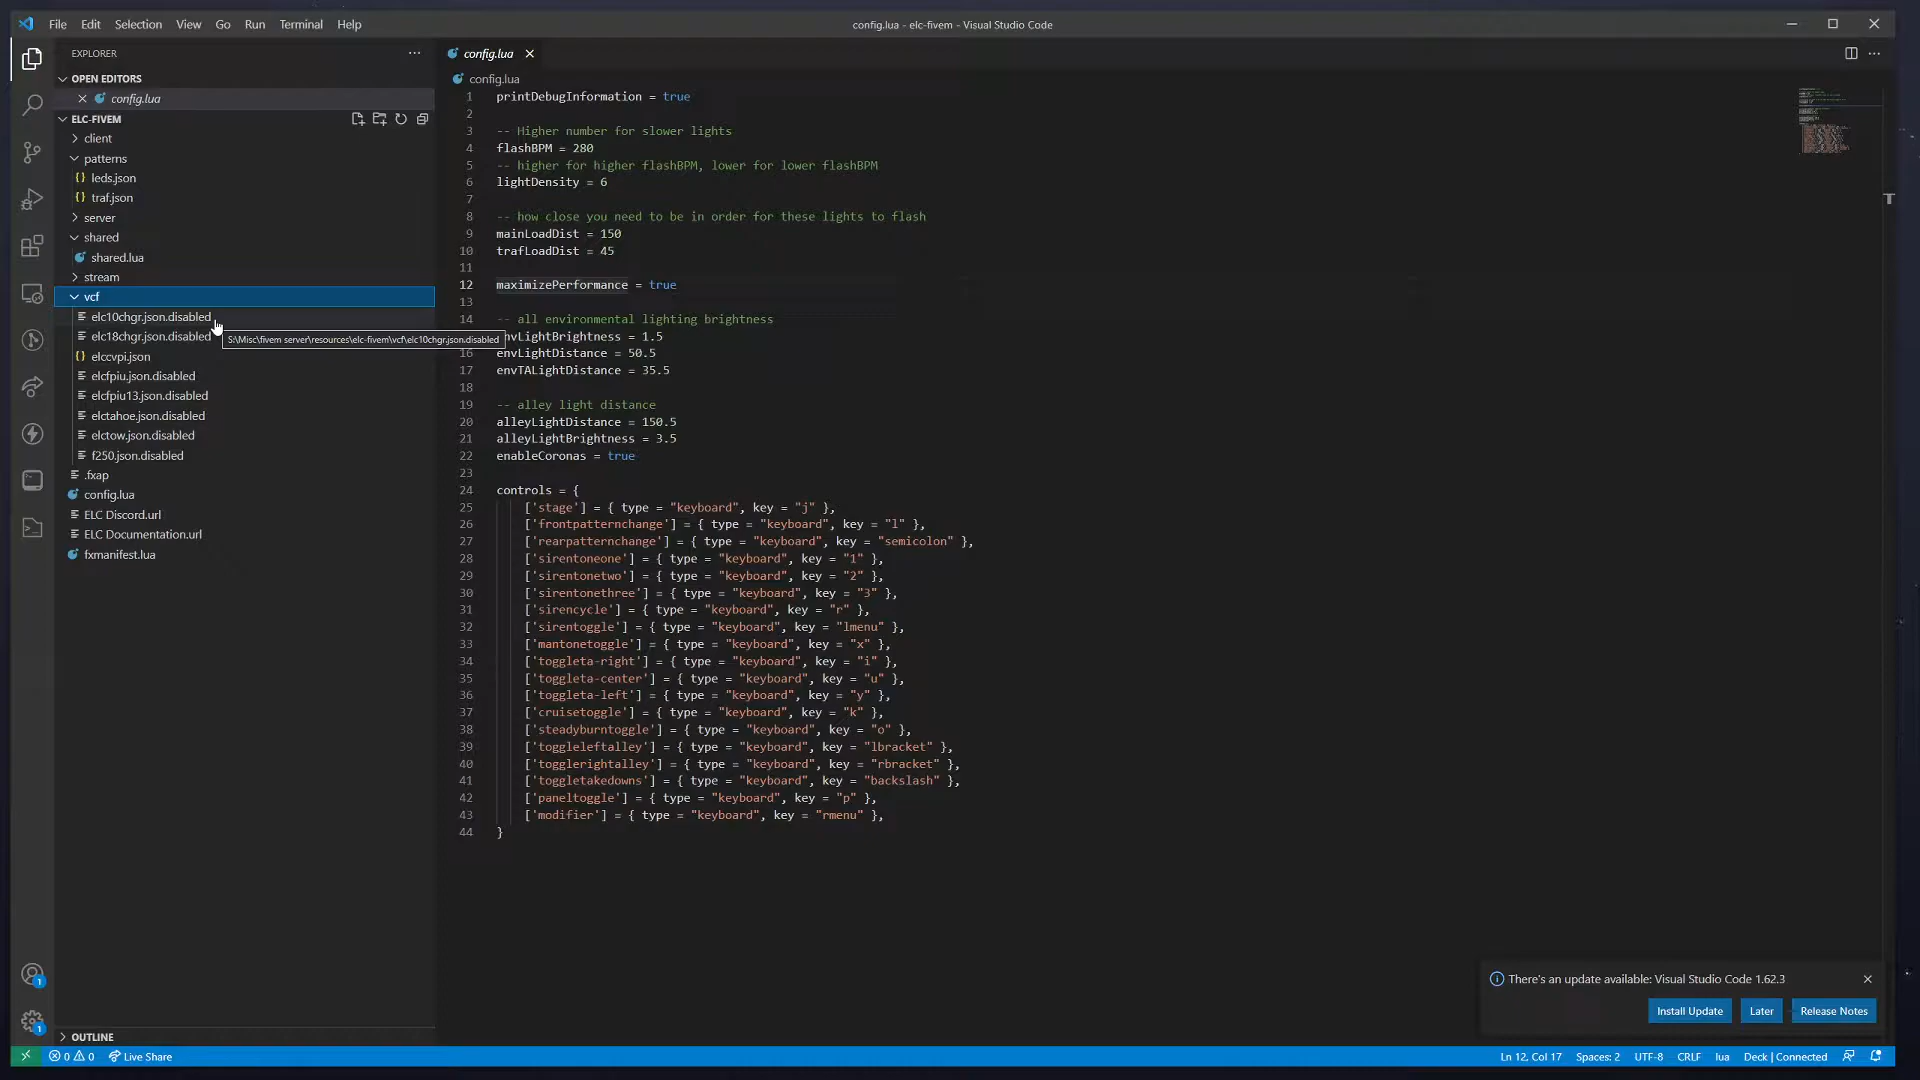 File Edit Selection View Go Run Terminal Help
config.lua - elc-fivem - Visual Studio Code
EXPLORER
OPEN EDITORS
config.lua
ELC-FIVEM
client
patterns
leds.json
traf.json
server
shared
shared.lua
stream
vcf
elc10chgr.json.disabled
elc18chgr.json.disabled
S:\Misc\fivem server\resources\elc-fivem\vcf\elc10chgr.json.disabled
elccvpi.json
elcfpiu.json.disabled
elcfpiu13.json.disabled
elctahoe.json.disabled
elctow.json.disabled
f250.json.disabled
.fxap
config.lua
ELC Discord.url
ELC Documentation.url
fxmanifest.lua
OUTLINE
config.lua
config.lua
1 printDebugInformation = true
2
3 -- Higher number for slower lights
4 flashBPM = 280
5 -- higher for higher flashBPM, lower for lower flashBPM
6 lightDensity = 6
7
8 -- how close you need to be in order for these lights to flash
9 mainLoadDist = 150
10 trafLoadDist = 45
11
12 maximizePerformance = true
13
14 -- all environmental lighting brightness
nvLightBrightness = 1.5
16 envLightDistance = 50.5
17 envTALightDistance = 35.5
18
19 -- alley light distance
20 alleyLightDistance = 150.5
21 alleyLightBrightness = 3.5
22 enableCoronas = true
23
24 controls = {
25 ['stage'] = { type = "keyboard", key = "j" },
26 ['frontpatternchange'] = { type = "keyboard", key = "l" },
27 ['rearpatternchange'] = { type = "keyboard", key = "semicolon" },
28 ['sirentoneone'] = { type = "keyboard", key = "1" },
29 ['sirentonetwo'] = { type = "keyboard", key = "2" },
30 ['sirentonethree'] = { type = "keyboard", key = "3" },
31 ['sirencycle'] = { type = "keyboard", key = "r" },
32 ['sirentoggle'] = { type = "keyboard", key = "lmenu" },
33 ['mantonetoggle'] = { type = "keyboard", key = "x" },
34 ['toggleta-right'] = { type = "keyboard", key = "i" },
35 ['toggleta-center'] = { type = "keyboard", key = "u" },
36 ['toggleta-left'] = { type = "keyboard", key = "y" },
37 ['cruisetoggle'] = { type = "keyboard", key = "k" },
38 ['steadyburntoggle'] = { type = "keyboard", key = "o" },
39 ['toggleleftalley'] = { type = "keyboard", key = "lbracket" },
40 ['togglerightalley'] = { type = "keyboard", key = "rbracket" },
41 ['toggletakedowns'] = { type = "keyboard", key = "backslash" },
42 ['paneltoggle'] = { type = "keyboard", key = "p" },
43 ['modifier'] = { type = "keyboard", key = "rmenu" },
44 }
There's an update available: Visual Studio Code 1.62.3
Install Update Later Release Notes
1
1
0 0 Live Share
Ln 12, Col 17 Spaces: 2 UTF-8 CRLF lua Deck | Connected